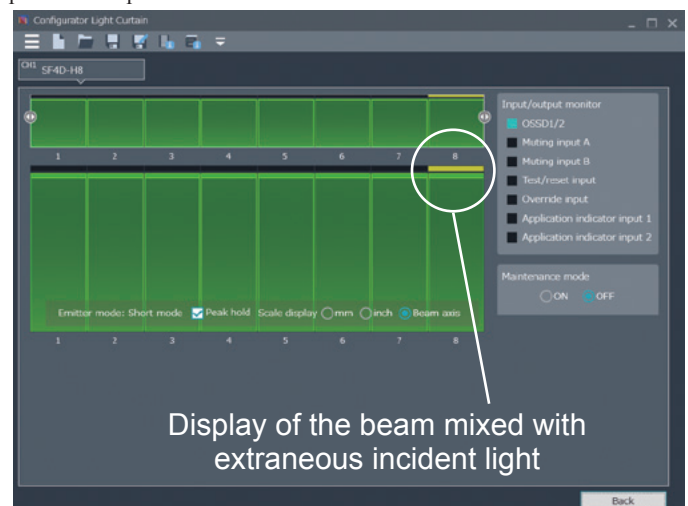 Configurator Light Curtain
CH1 SF4D-H8
Input/output monitor
OSSD1/2
Muting input A
Muting input B
Test/reset input
Override input
Application indicator input 1
Application indicator input 2
1 2 3 4 5 6 7 8
Maintenance mode
ON OFF
Emitter mode: Short mode Peak hold Scale display mm inch Beam axis
1 2 3 4 5 6 7 8
Display of the beam mixed with
extraneous incident light
Back